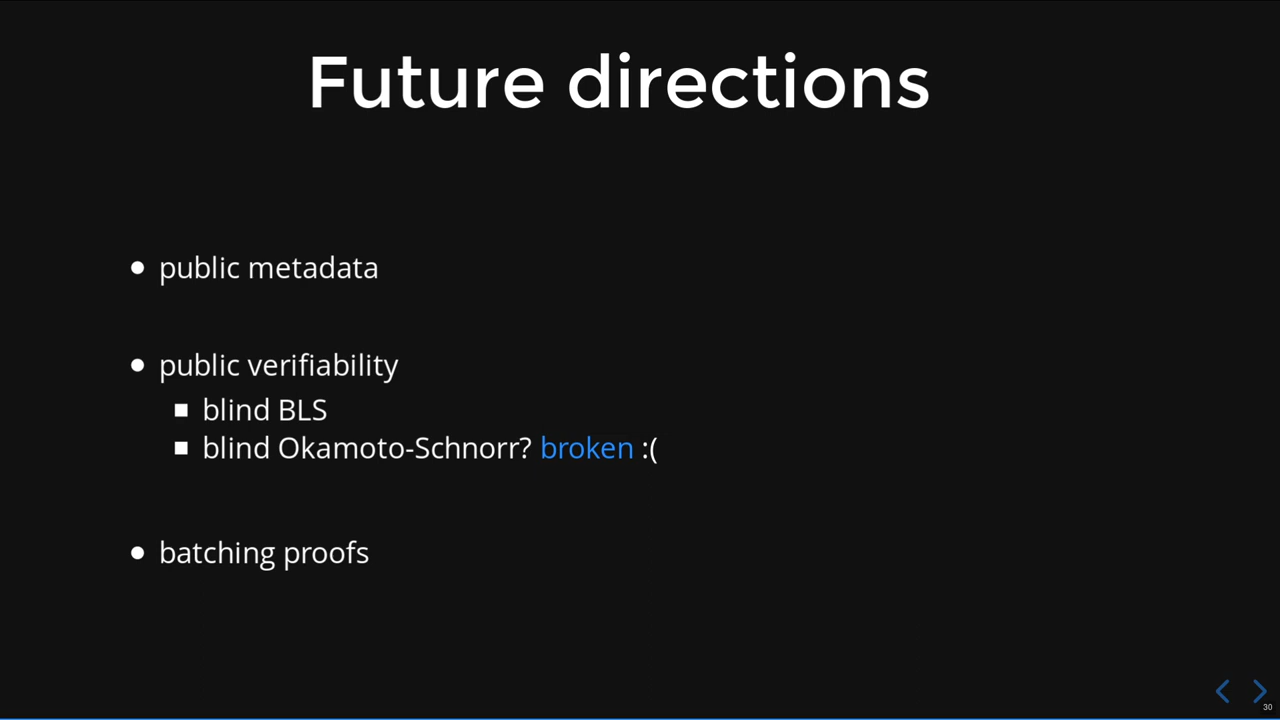 Future directions
public metadata
public verifiability
blind BLS
blind Okamoto-Schnorr? broken :(
batching proofs
30